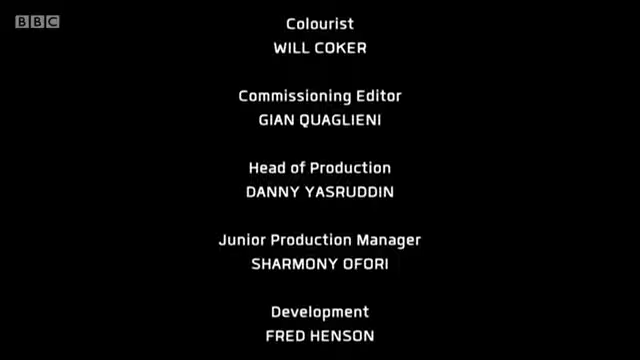 BBC
Colourist
WILL COKER
Commissioning Editor
GIAN QUAGLIENI
Head of Production
DANNY YASRUDDIN
Junior Production Manager
SHARMONY OFORI
Development
FRED HENSON